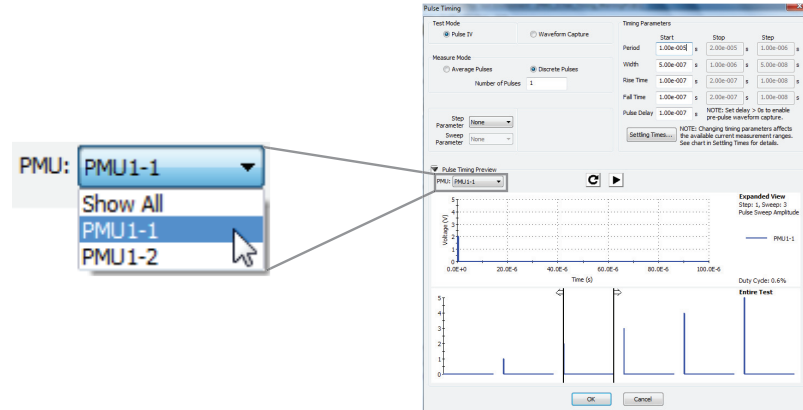 PMU: PMU1-1
Show All
PMU1-1
PMU1-2
Pulse Timing
Test Mode
Pulse IV
Waveform Capture
Measure Mode
Average Pulses
Discrete Pulses
Number of Pulses 1
Step Parameter None
Sweep Parameter None
Timing Parameters
Start Stop Step
Period 1.00e-005 s 2.00e-005 s 1.00e-006 s
Width 5.00e-007 s 1.00e-006 s 5.00e-008 s
Rise Time 1.00e-007 s 2.00e-007 s 1.00e-008 s
Fall Time 1.00e-007 s 2.00e-007 s 1.00e-008 s
Pulse Delay 1.00e-007 s NOTE: Set delay > 0s to enable
pre-pulse waveform capture.
Settling Times...
NOTE: Changing timing parameters affects
the available current measurement ranges.
See chart in Settling Times for details.
Pulse Timing Preview
PMU: PMU1-1
Expanded View
Step: 1, Sweep: 3
Pulse Sweep Amplitude
PMU1-1
Duty Cycle: 0.6%
Voltage (V)
5
4
3
2
1
0
0.0E+0 20.0E-6 40.0E-6 60.0E-6 80.0E-6 100.0E-6
Time (s)
Entire Test
5
4
3
2
1
0
OK Cancel